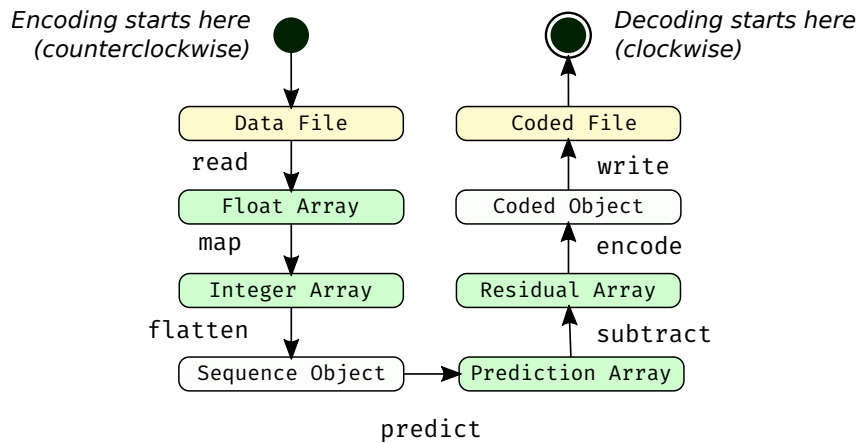 Encoding starts here
(counterclockwise)
Decoding starts here
(clockwise)
Data File
Coded File
read
write
Float Array
Coded Object
map
encode
Integer Array
Residual Array
flatten
subtract
Sequence Object
Prediction Array
predict